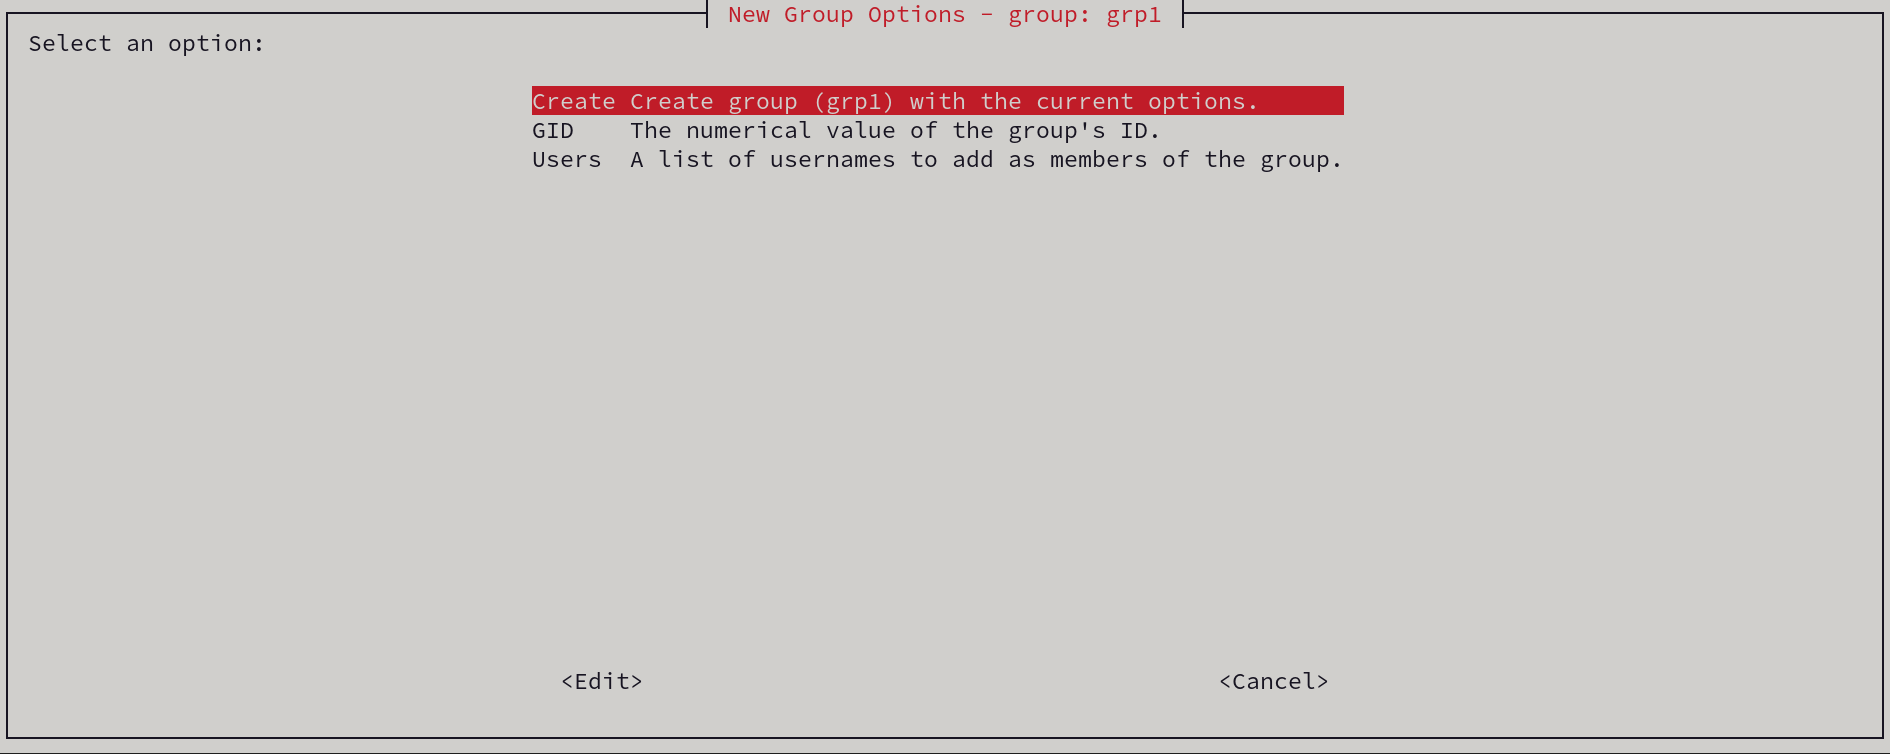 New Group Options - group: grp1
Select an option:
Create Create group (grp1) with the current options.
GID The numerical value of the group's ID.
Users A list of usernames to add as members of the group.
<Edit> <Cancel>